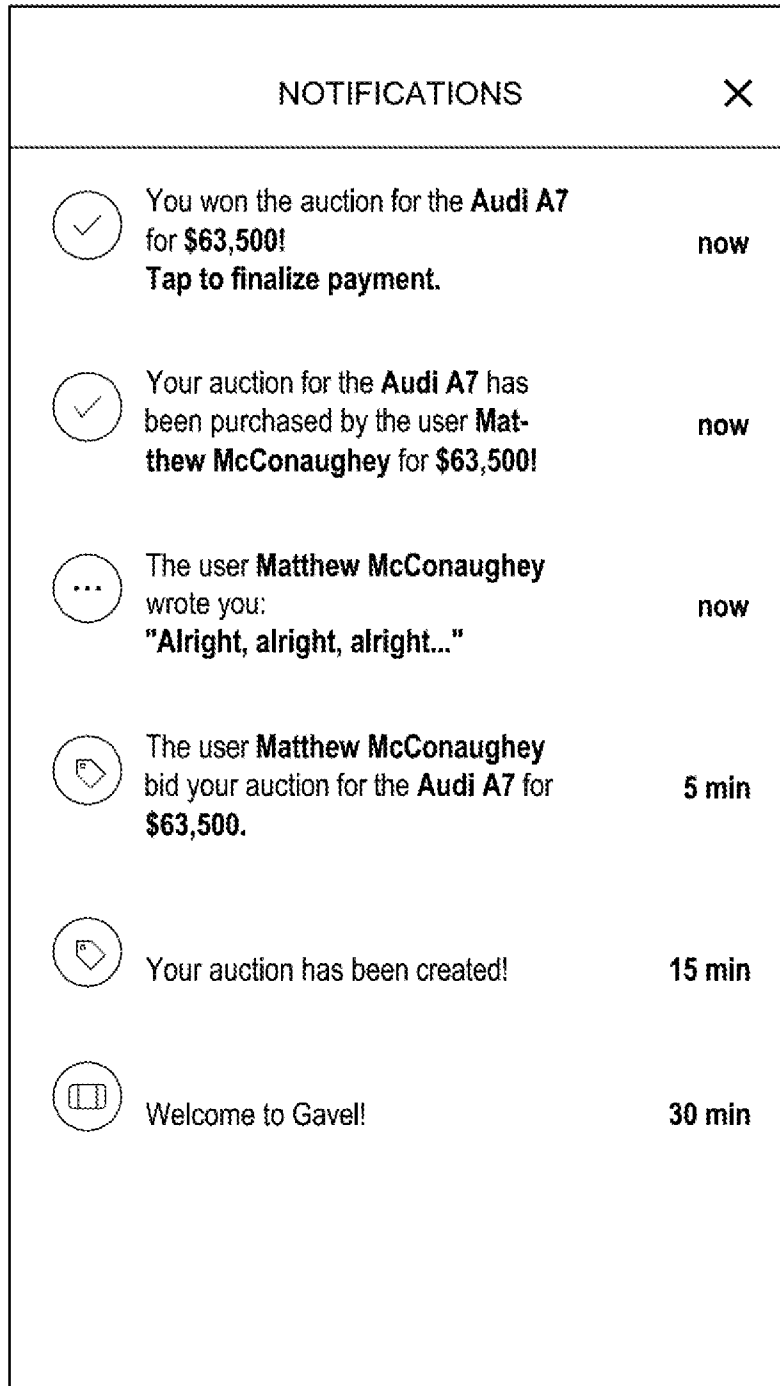 NOTIFICATIONS
You won the auction for the Audi A7
for $63,500!
now
Tap to finalize payment.
Your auction for the Audi A7 has
been purchased by the user Mat-
now
thew McConaughey for $63,500!
The user Matthew McConaughey
wrote you:
now
"Alright, alright, alright..."
The user Matthew McConaughey
bid your auction for the Audi A7 for
5 min
$63,500.
Your auction has been created!
15 min
Welcome to Gavel!
30 min